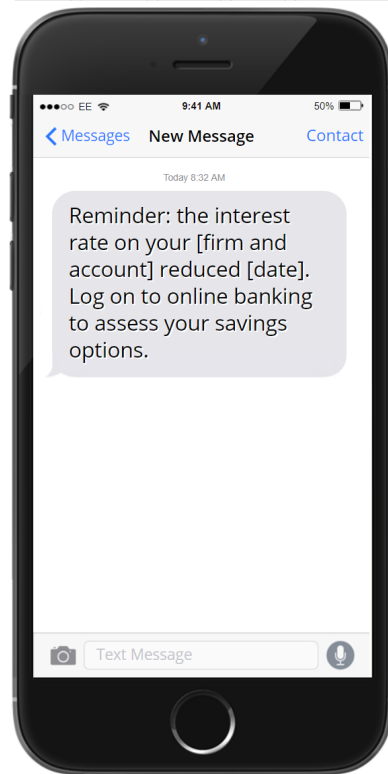 EE 9:41 AM 50%
Messages New Message Contact
Today 8:32 AM
Reminder: the interest
rate on your [firm and
account] reduced [date].
Log on to online banking
to assess your savings
options.
Text Message